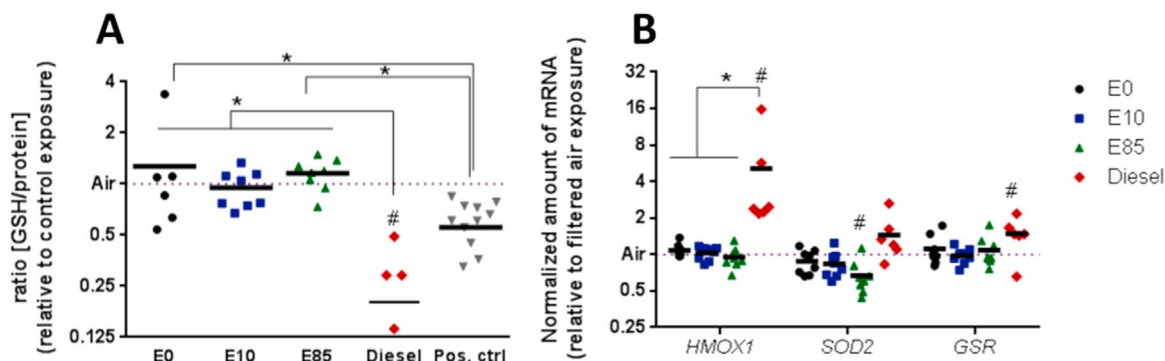 A
ratio [GSH/protein]
(relative to control exposure)
4
2
Air
0.5
0.25
0.125
*
*
*
#
E0
E10
E85
Diesel
Pos. ctrl
B
Normalized amount of mRNA
(relative to filtered air exposure)
32
16
8
4
2
Air
0.5
0.25
*
#
#
#
HMOX1
SOD2
GSR
E0
E10
E85
Diesel